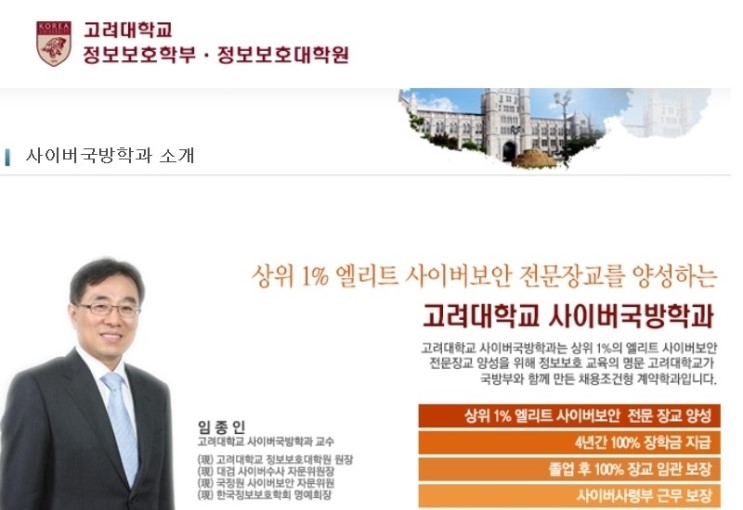 KOREA
고려대학교
정보보호학부 · 정보보호대학원
사이버국방학과 소개
상위 1% 엘리트 사이버보안 전문장교를 양성하는
고려대학교 사이버국방학과
고려대학교 사이버국방학과는 상위 1%의 엘리트 사이버보안
전문장교 양성을 위해 정보보호 교육의 명문 고려대학교가
국방부와 함께 만든 채용조건형 계약학과입니다.
임종인
고려대학교 사이버국방학과 교수
(現) 고려대학교 정보보호대학원 원장
(現) 대검 사이버수사 자문위원장
(現) 국정원 사이버보안 자문위원
(現) 한국정보보호학회 명예회장
상위 1% 엘리트 사이버보안 전문 장교 양성
4년간 100% 장학금 지급
졸업 후 100% 장교 임관 보장
사이버사령부 근무 보장